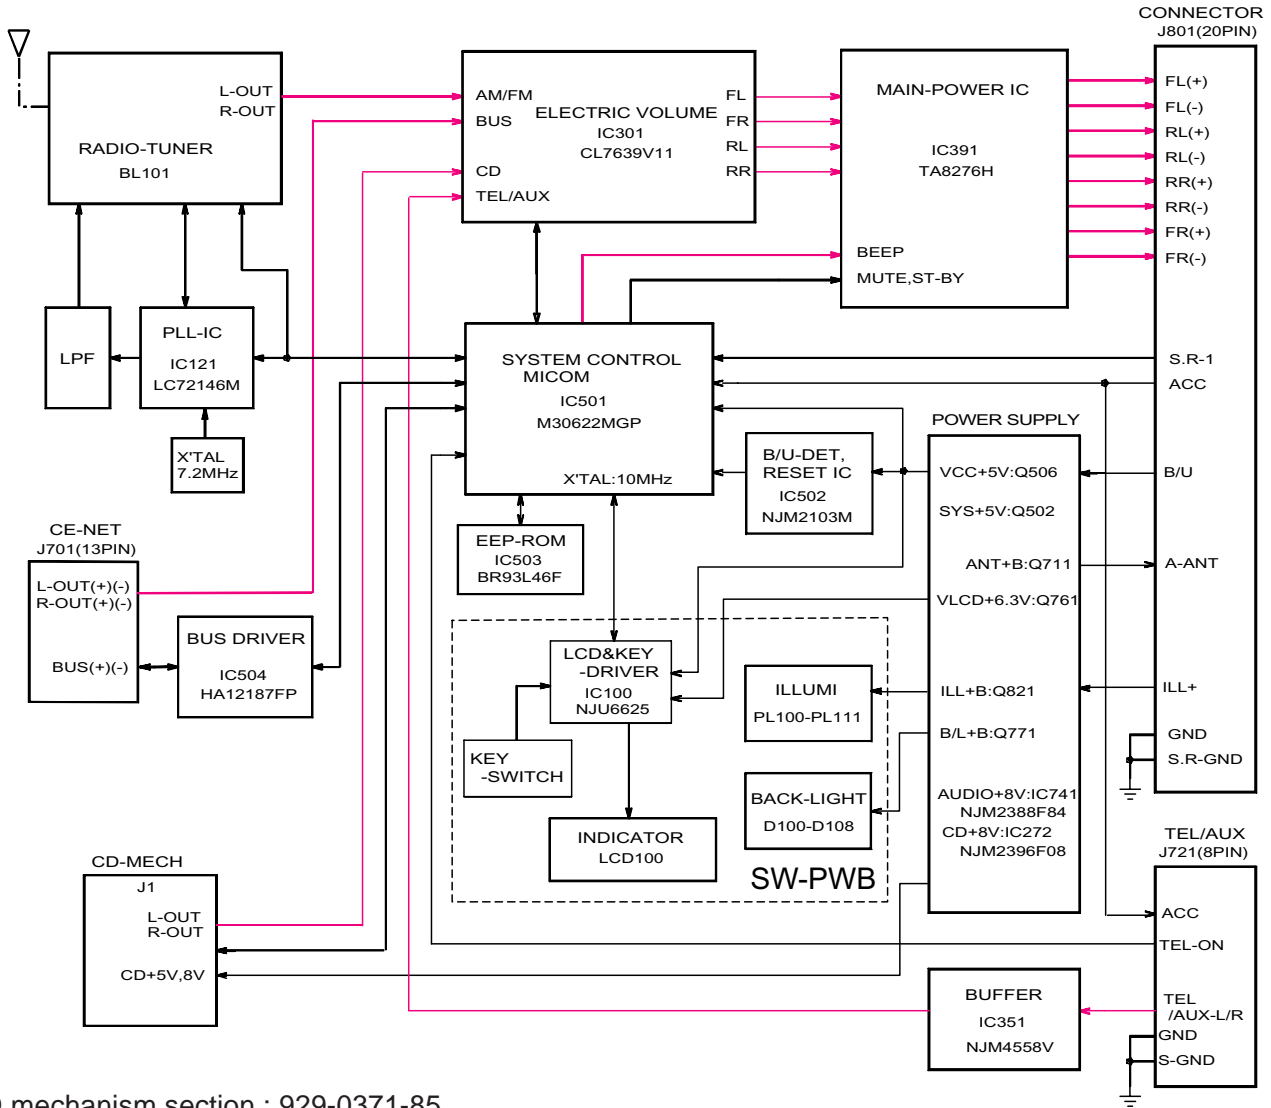 CONNECTOR
J801(20PIN)
L-OUT
R-OUT
RADIO-TUNER
BL101
AM/FM
BUS
CD
TEL/AUX
ELECTRIC VOLUME
IC301
CL7639V11
FL
FR
RL
RR
MAIN-POWER IC
IC391
TA8276H
BEEP
MUTE,ST-BY
FL(+)
FL(-)
RL(+)
RL(-)
RR(+)
RR(-)
FR(+)
FR(-)
S.R-1
ACC
B/U
A-ANT
ILL+
GND
S.R-GND
LPF
PLL-IC
IC121
LC72146M
X'TAL
7.2MHz
SYSTEM CONTROL
MICOM
IC501
M30622MGP
X'TAL:10MHz
B/U-DET,
RESET IC
IC502
NJM2103M
EEP-ROM
IC503
BR93L46F
POWER SUPPLY
VCC+5V:Q506
SYS+5V:Q502
ANT+B:Q711
VLCD+6.3V:Q761
ILL+B:Q821
B/L+B:Q771
AUDIO+8V:IC741
NJM2388F84
CD+8V:IC272
NJM2396F08
CE-NET
J701(13PIN)
L-OUT(+)(-)
R-OUT(+)(-)
BUS(+)(-)
BUS DRIVER
IC504
HA12187FP
LCD&KEY
-DRIVER
IC100
NJU6625
KEY
-SWITCH
INDICATOR
LCD100
ILLUMI
PL100-PL111
BACK-LIGHT
D100-D108
SW-PWB
CD-MECH
J1
L-OUT
R-OUT
CD+5V,8V
BUFFER
IC351
NJM4558V
TEL/AUX
J721(8PIN)
ACC
TEL-ON
TEL
/AUX-L/R
GND
S-GND
mechanism section : 929-0371-85